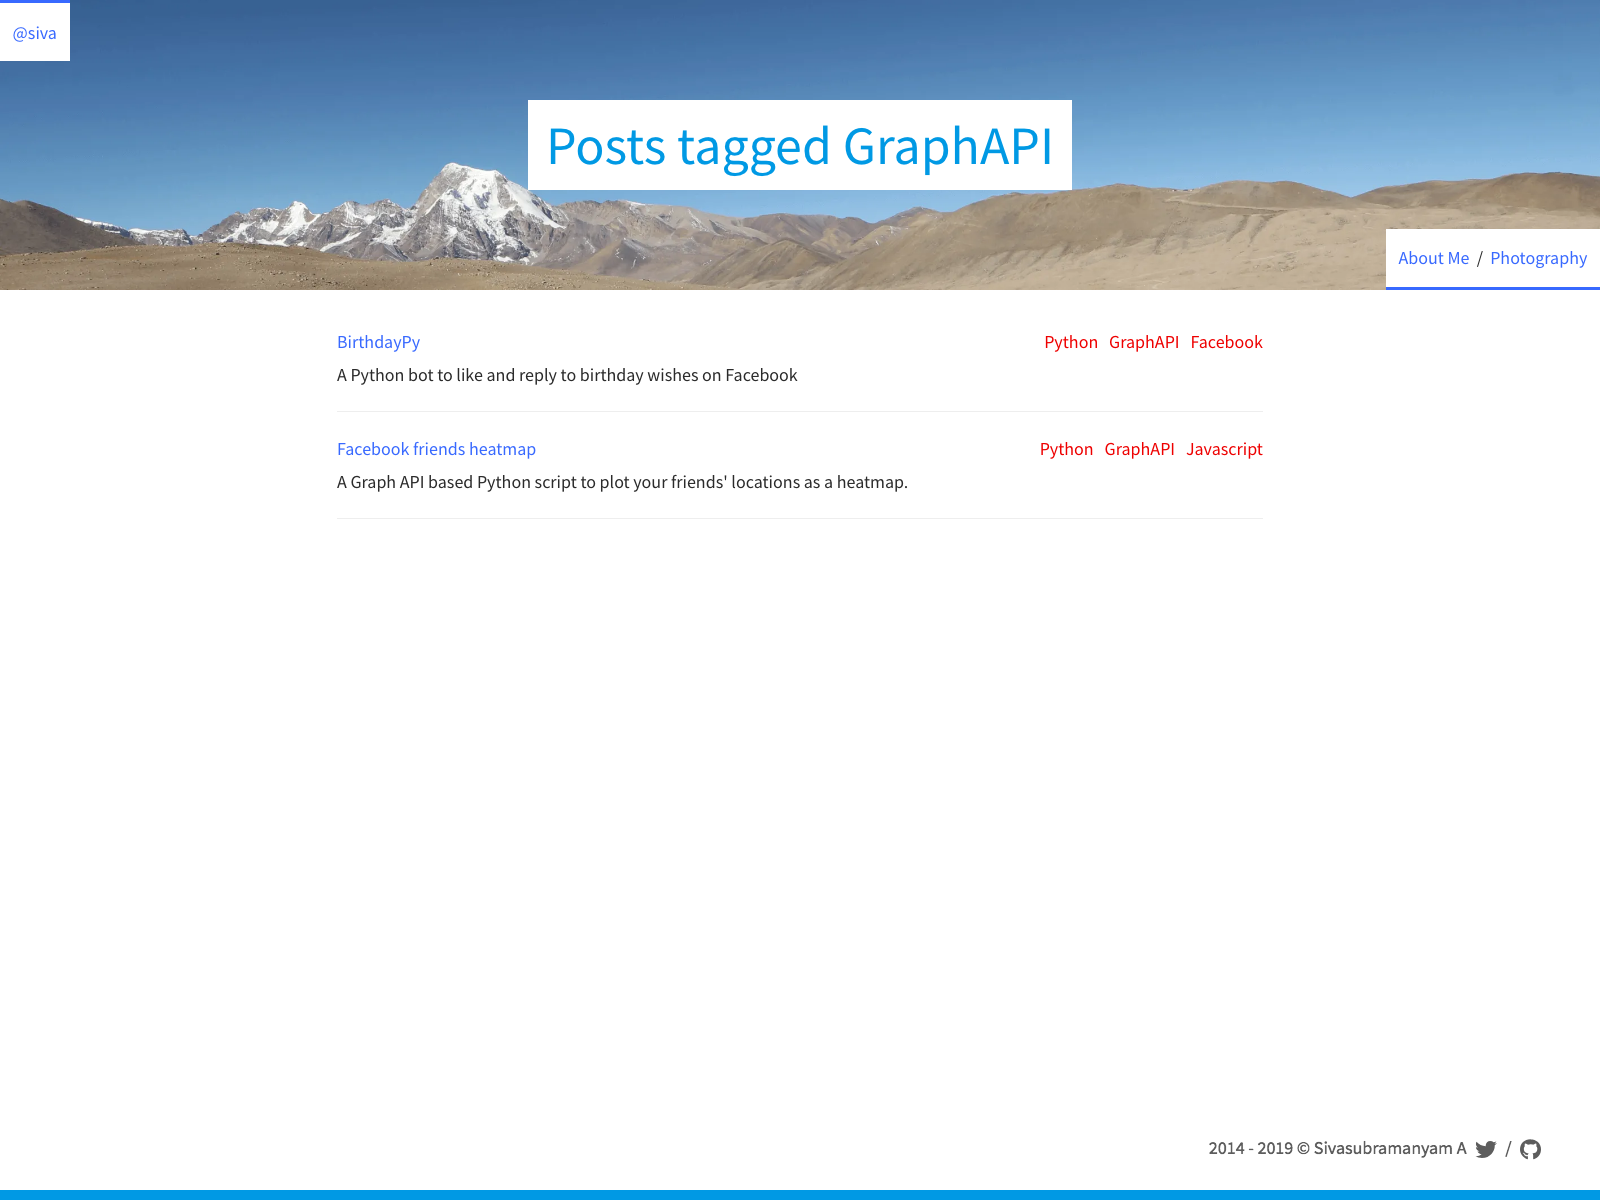 @siva
Posts tagged GraphAPI
About Me / Photography
BirthdayPy Python GraphAPI Facebook
A Python bot to like and reply to birthday wishes on Facebook
Facebook friends heatmap Python GraphAPI Javascript
A Graph API based Python script to plot your friends' locations as a heatmap.
2014 - 2019 © Sivasubramanyam A /